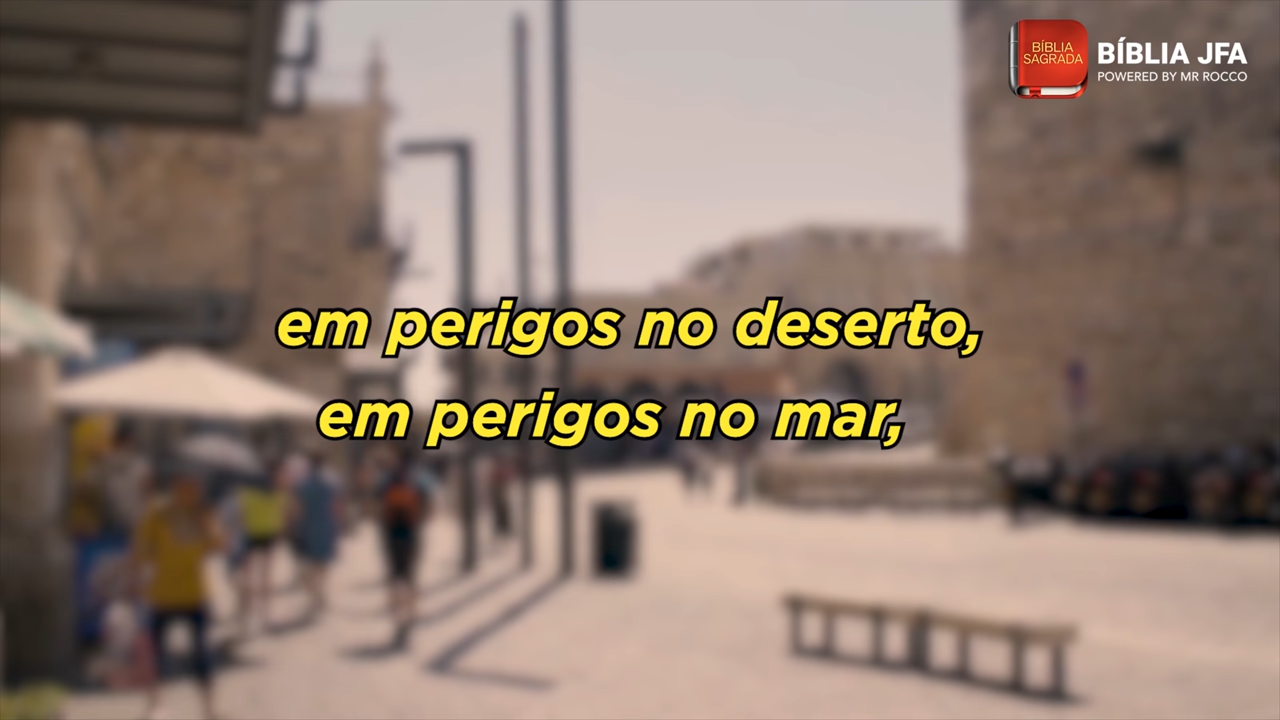 BÍBLIA
SAGRADA
BÍBLIA JFA
POWERED BY MR ROCCO
em perigos no deserto,
em perigos no mar,